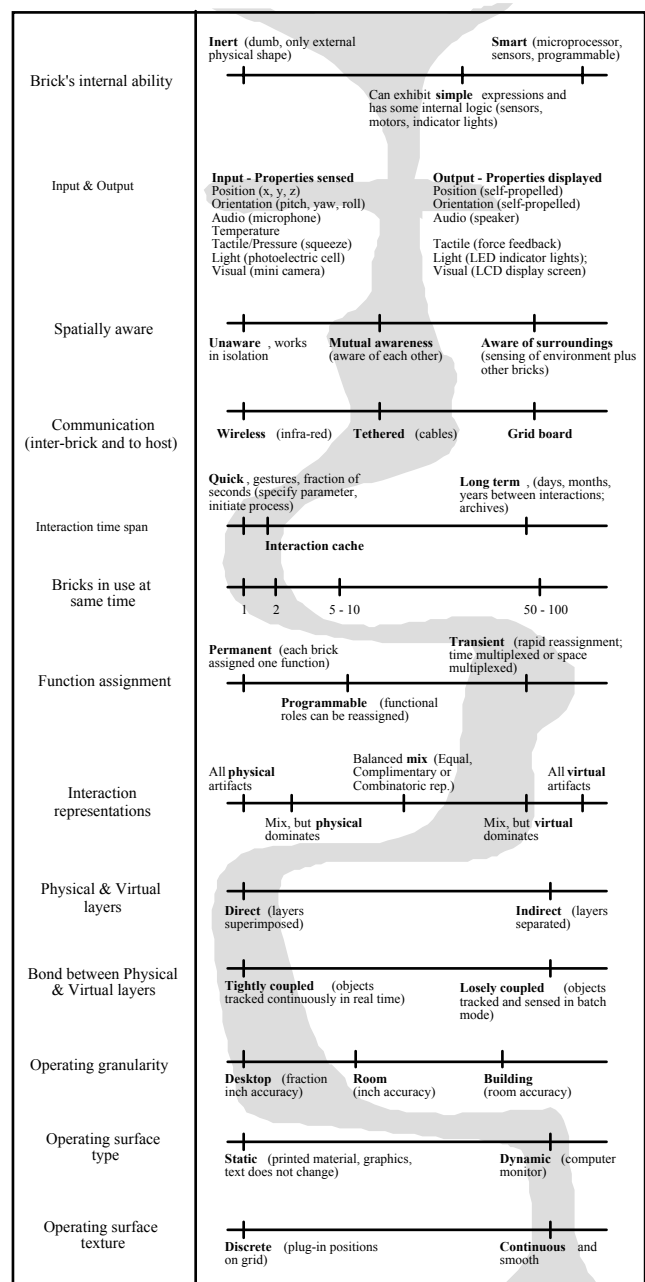 Inert (dumb, only external
physical shape)
Smart (microprocessor,
sensors, programmable)
Brick's internal ability
Can exhibit simple expressions and
has some internal logic (sensors,
motors, indicator lights)
Input & Output
Input - Properties sensed
Position (x, y, z)
Orientation (pitch, yaw, roll)
Audio (microphone)
Temperature
Tactile/Pressure (squeeze)
Light (photoelectric cell)
Visual (mini camera)
Output - Properties displayed
Position (self-propelled)
Orientation (self-propelled)
Audio (speaker)
Tactile (force feedback)
Light (LED indicator lights);
Visual (LCD display screen)
Spatially aware
Unaware , works
in isolation
Mutual awareness
(aware of each other)
Aware of surroundings
(sensing of environment plus
other bricks)
Communication
(inter-brick and to host)
Wireless (infra-red)
Tethered (cables)
Grid board
Quick , gestures, fraction of
seconds (specify parameter,
initiate process)
Long term , (days, months,
years between interactions;
archives)
Interaction time span
Interaction cache
Bricks in use at
same time
1
2
5 - 10
50 - 100
Permanent (each brick
assigned one function)
Transient (rapid reassignment;
time multiplexed or space
multiplexed)
Function assignment
Programmable (functional
roles can be reassigned)
Interaction
representations
All physical
artifacts
Balanced mix (Equal,
Complimentary or
Combinatoric rep.)
All virtual
artifacts
Mix, but physical
dominates
Mix, but virtual
dominates
Physical & Virtual
layers
Direct (layers
superimposed)
Indirect (layers
separated)
Bond between Physical
& Virtual layers
Tightly coupled (objects
tracked continuously in real time)
Losely coupled (objects
tracked and sensed in batch
mode)
Operating granularity
Desktop (fraction
inch accuracy)
Room
(inch accuracy)
Building
(room accuracy)
Operating surface
type
Static (printed material, graphics,
text does not change)
Dynamic (computer
monitor)
Operating surface
texture
Discrete (plug-in positions
on grid)
Continuous and
smooth